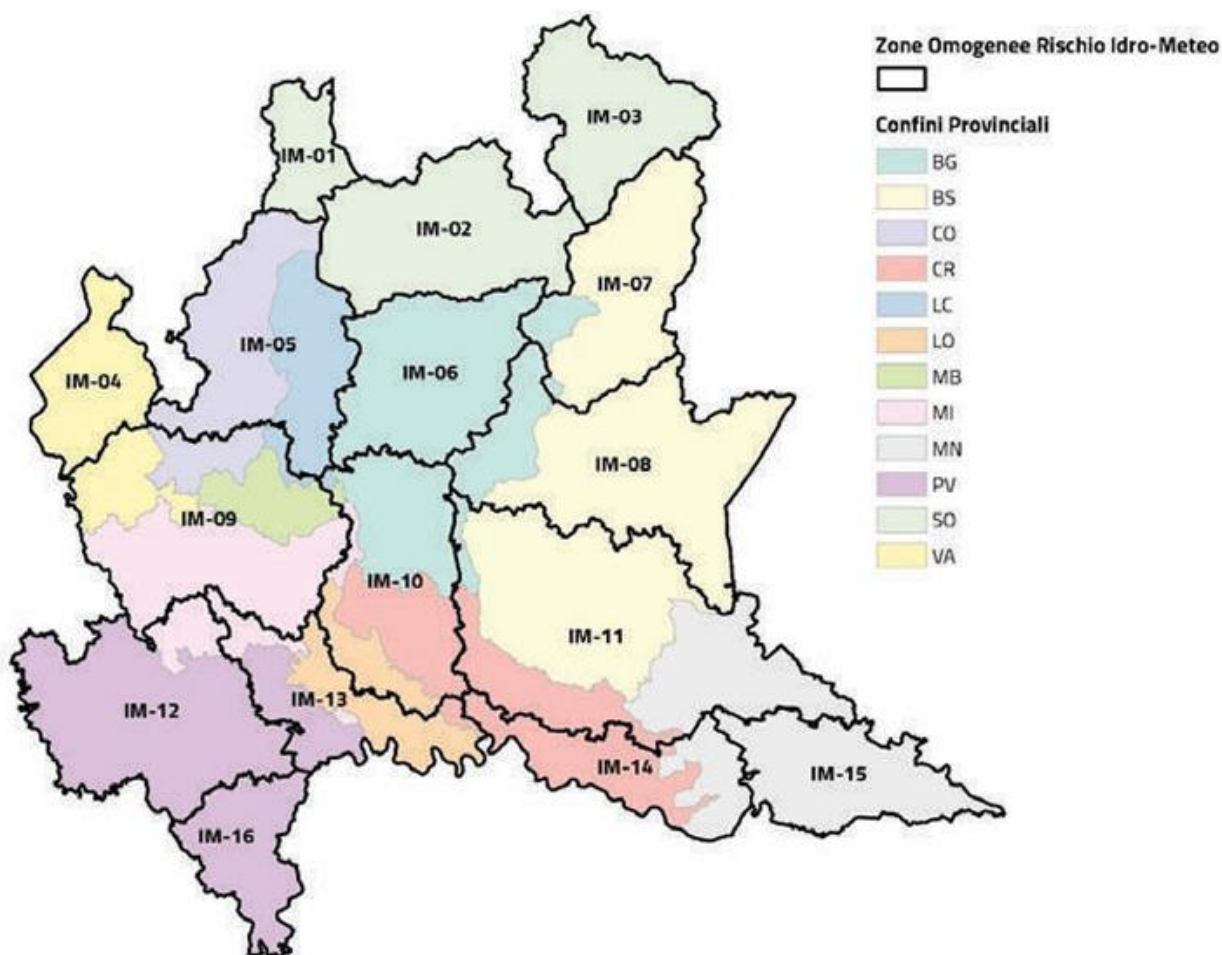 Zone Omogenee Rischio Idro-Meteo
Confini Provinciali
BG
BS
CO
CR
LC
LO
MB
MI
MN
PV
SO
VA
IM-03
IM-01
IM-02
IM-07
IM-05
IM-06
IM-04
IM-08
IM-09
IM-10
IM-11
IM-13
IM-12
IM-14
IM-15
IM-16